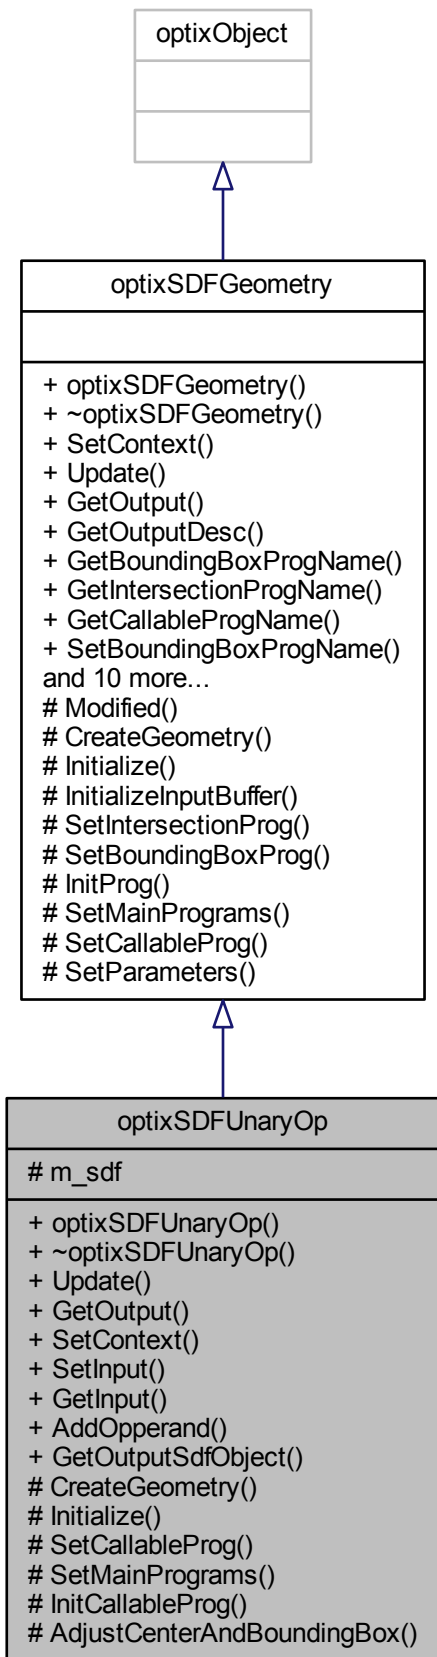 optixObject
optixSDFGeometry
+ optixSDFGeometry()
+ ~optixSDFGeometry()
+ SetContext()
+ Update()
+ GetOutput()
+ GetOutputDesc()
+ GetBoundingBoxProgName()
+ GetIntersectionProgName()
+ GetCallableProgName()
+ SetBoundingBoxProgName()
and 10 more...
# Modified()
# CreateGeometry()
# Initialize()
# InitializeInputBuffer()
# SetIntersectionProg()
# SetBoundingBoxProg()
# InitProg()
# SetMainPrograms()
# SetCallableProg()
# SetParameters()
optixSDFUnaryOp
# m_sdf
+ optixSDFUnaryOp()
+ ~optixSDFUnaryOp()
+ Update()
+ GetOutput()
+ SetContext()
+ SetInput()
+ GetInput()
+ AddOpperand()
+ GetOutputSdfObject()
# CreateGeometry()
# Initialize()
# SetCallableProg()
# SetMainPrograms()
# InitCallableProg()
# AdjustCenterAndBoundingBox()